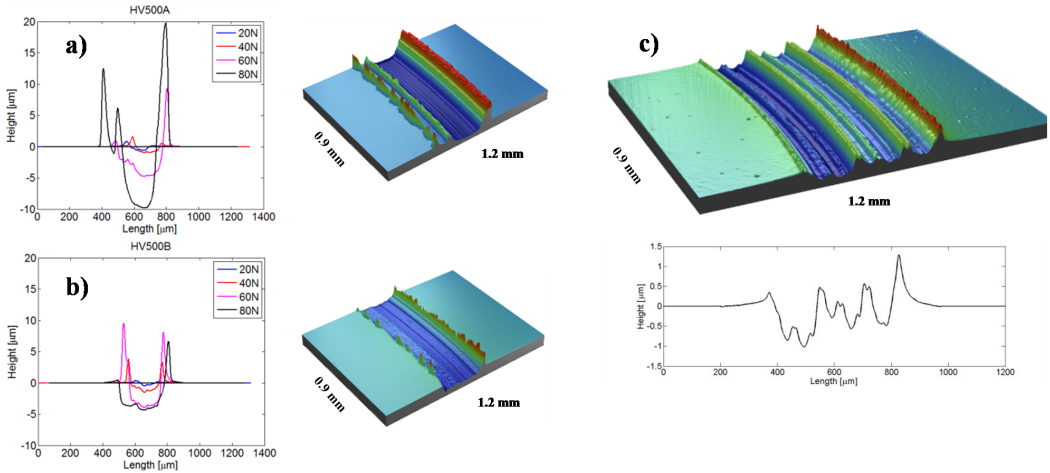 HV500A
a)
20N
40N
60N
80N
20
15
10
5
0
-5
-10
Height [μm]
0 200 400 600 800 1000 1200 1400
Length [μm]
0.9 mm
1.2 mm
HV500B
b)
20N
40N
60N
80N
20
15
10
5
0
-5
-10
Height [μm]
0 200 400 600 800 1000 1200 1400
Length [μm]
0.9 mm
1.2 mm
c)
0.9 mm
1.2 mm
1.5
1
0.5
0
-0.5
-1
-1.5
Height [μm]
0 200 400 600 800 1000 1200
Length [μm]